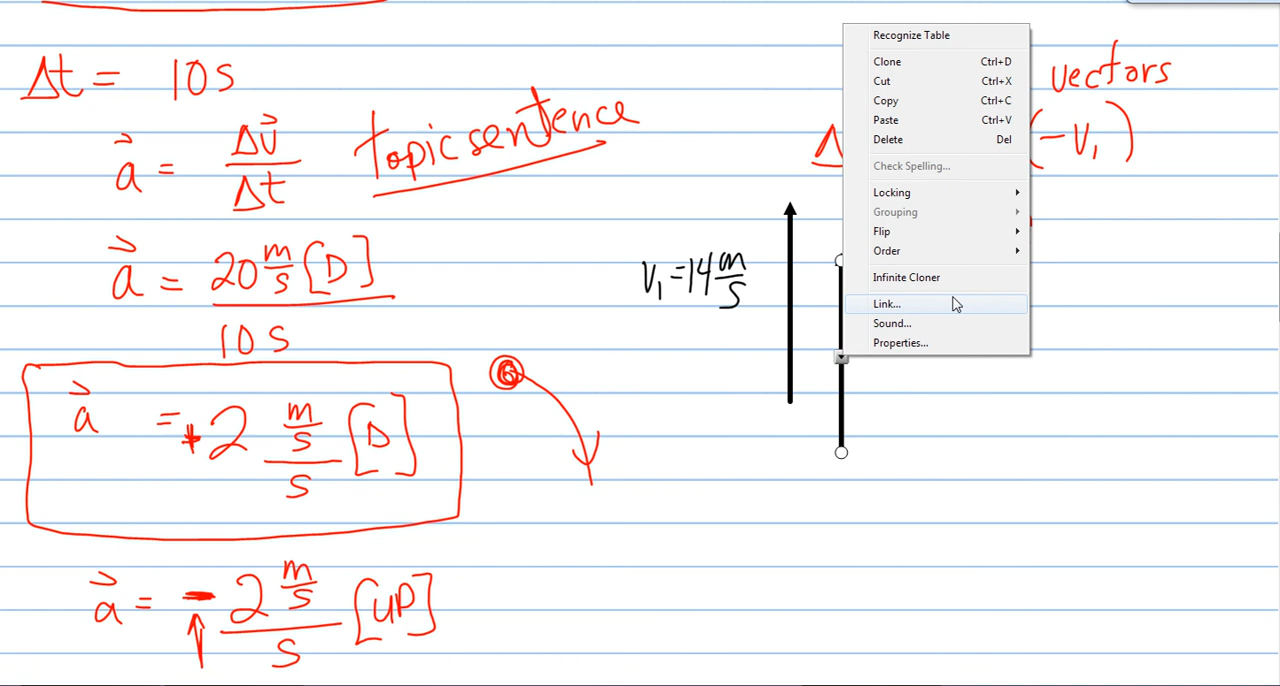 Δt = 10s
a⃗ = Δv⃗/Δt
topic sentence
a⃗ = 20 m/s [D]
10s
a⃗ = +2 m/s/s [D]
a⃗ = -2 m/s/s [UP]
vectors
Δ (-v₁)
v₁ = 14 m/s
Recognize Table
Clone Ctrl+D
Cut Ctrl+X
Copy Ctrl+C
Paste Ctrl+V
Delete Del
Check Spelling...
Locking
Grouping
Flip
Order
Infinite Cloner
Link...
Sound...
Properties...